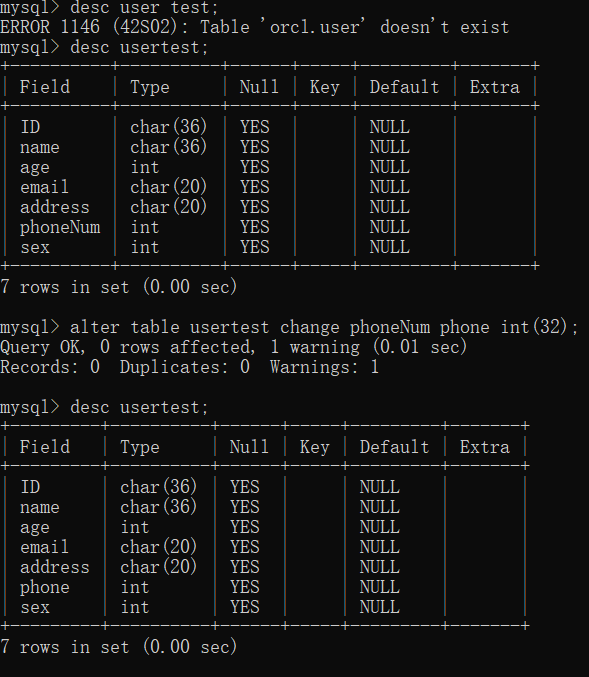 mysql> desc user test;
ERROR 1146 (42S02): Table 'orcl.user' doesn't exist
mysql> desc usertest;
+----------+----------+------+-----+---------+-------+
| Field    | Type     | Null | Key | Default | Extra |
+----------+----------+------+-----+---------+-------+
| ID       | char(36) | YES  |     | NULL    |       |
| name     | char(36) | YES  |     | NULL    |       |
| age      | int      | YES  |     | NULL    |       |
| email    | char(20) | YES  |     | NULL    |       |
| address  | char(20) | YES  |     | NULL    |       |
| phoneNum | int      | YES  |     | NULL    |       |
| sex      | int      | YES  |     | NULL    |       |
+----------+----------+------+-----+---------+-------+
7 rows in set (0.00 sec)
mysql> alter table usertest change phoneNum phone int(32);
Query OK, 0 rows affected, 1 warning (0.01 sec)
Records: 0  Duplicates: 0  Warnings: 1
mysql> desc usertest;
+---------+----------+------+-----+---------+-------+
| Field   | Type     | Null | Key | Default | Extra |
+---------+----------+------+-----+---------+-------+
| ID      | char(36) | YES  |     | NULL    |       |
| name    | char(36) | YES  |     | NULL    |       |
| age     | int      | YES  |     | NULL    |       |
| email   | char(20) | YES  |     | NULL    |       |
| address | char(20) | YES  |     | NULL    |       |
| phone   | int      | YES  |     | NULL    |       |
| sex     | int      | YES  |     | NULL    |       |
+---------+----------+------+-----+---------+-------+
7 rows in set (0.00 sec)